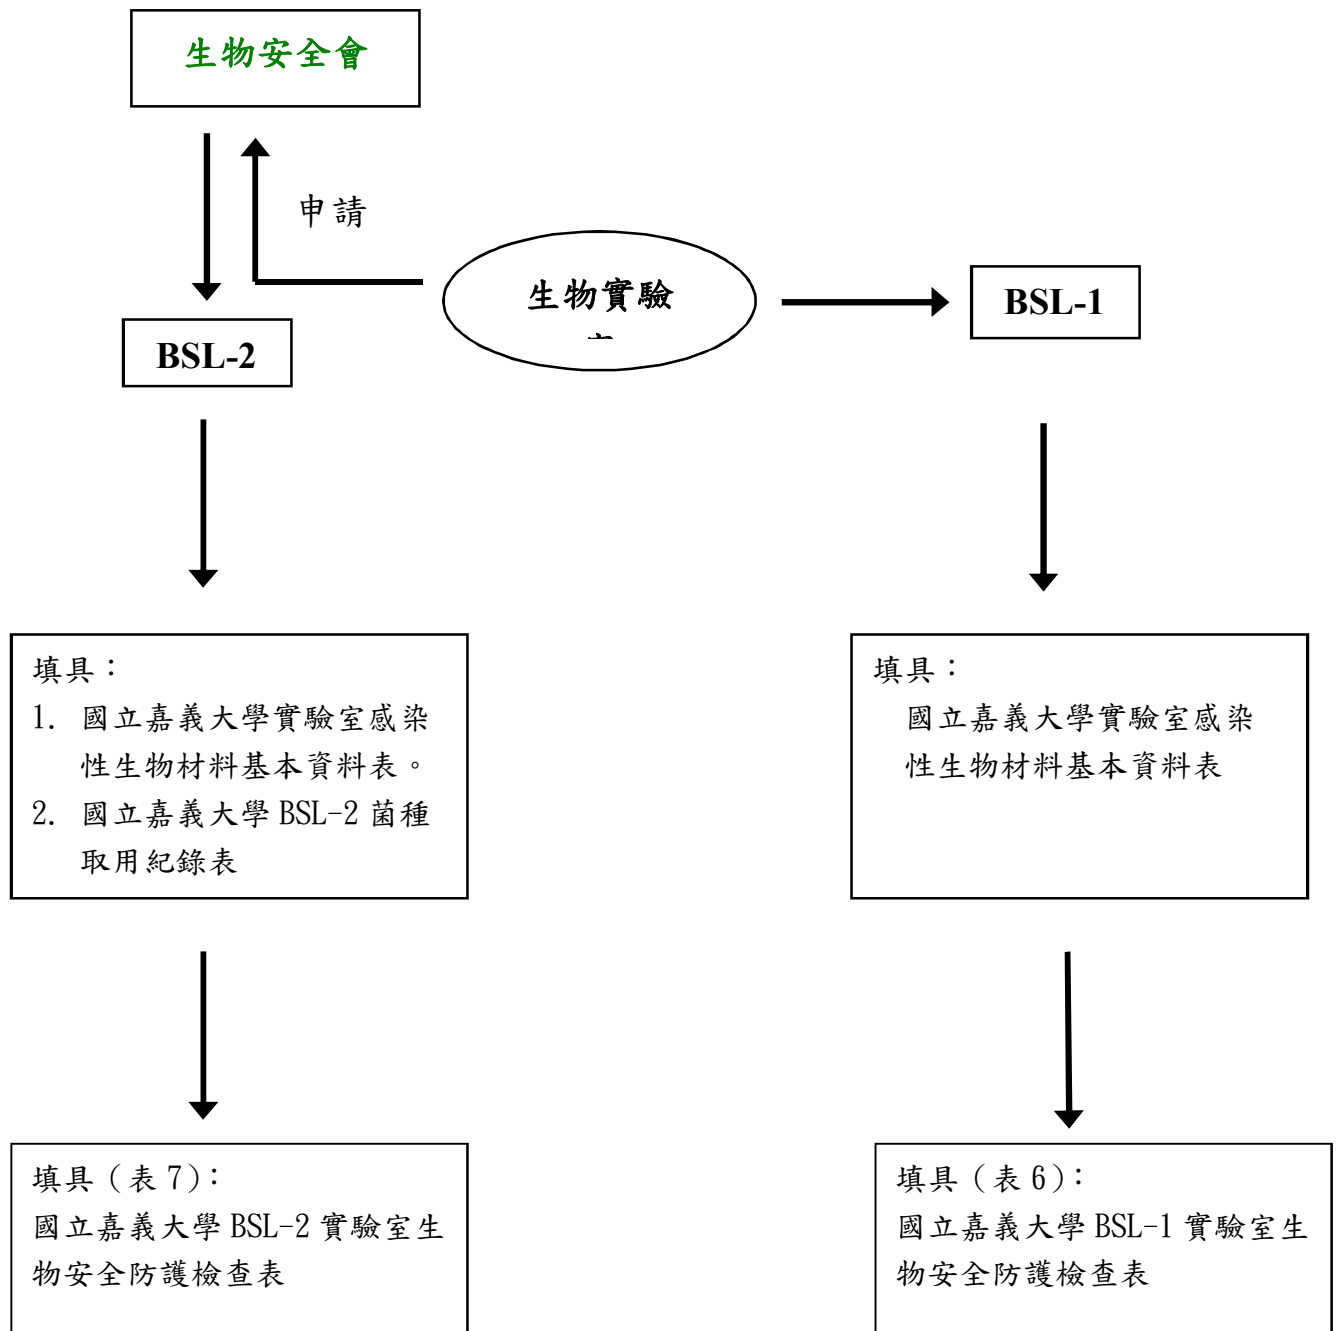 生物安全會
申請
生物實驗
BSL-1
BSL-2
填具：
1. 國立嘉義大學實驗室感染
性生物材料基本資料表。
2. 國立嘉義大學 BSL-2 菌種
取用紀錄表
填具：
國立嘉義大學實驗室感染
性生物材料基本資料表
填具（表 7）：
國立嘉義大學 BSL-2 實驗室生
物安全防護檢查表
填具（表 6）：
國立嘉義大學 BSL-1 實驗室生
物安全防護檢查表